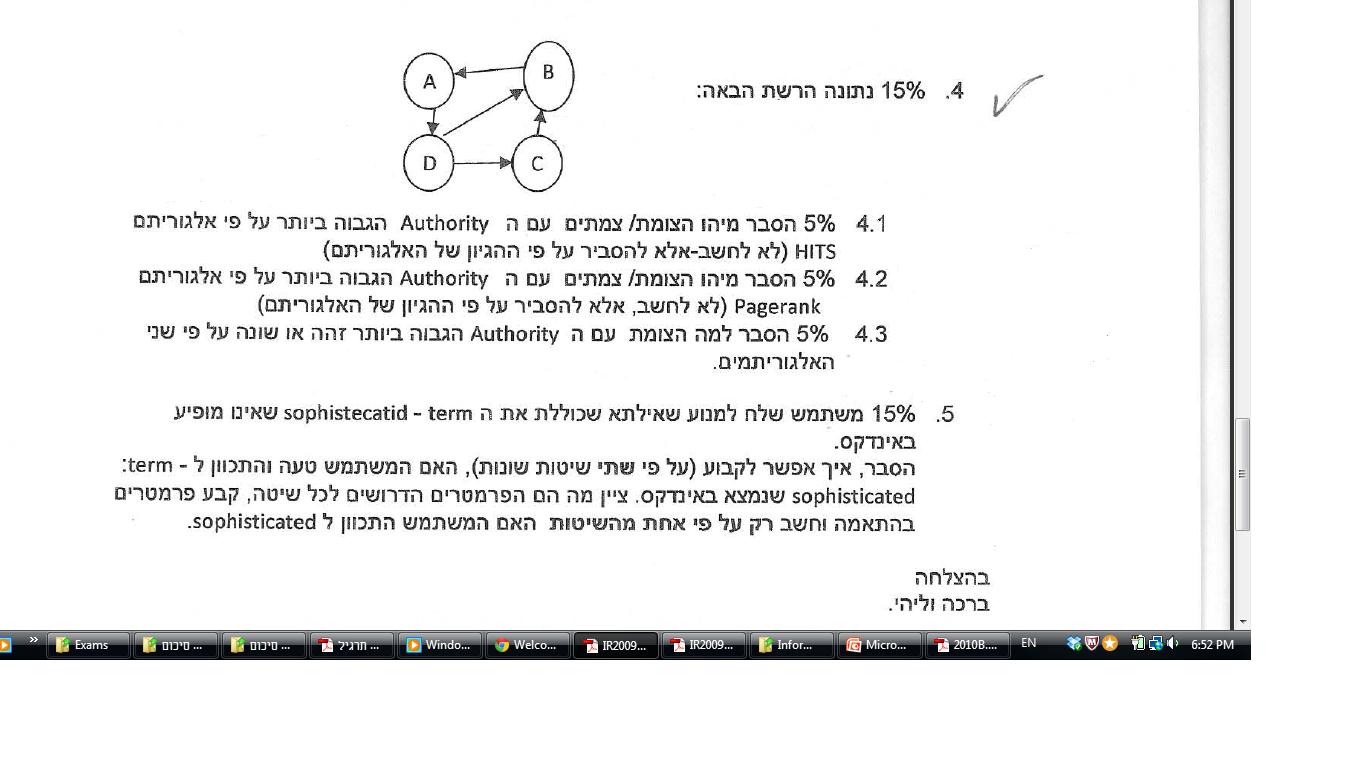 4. 15% נתונה הרשת הבאה:
A
B
D
C
4.1 5% הסבר מיהו הצומת/ צמתים עם ה Authority הגבוה ביותר על פי אלגוריתם
HITS (לא לחשב-אלא להסביר על פי ההגיון של האלגוריתם)
4.2 5% הסבר מיהו הצומת/ צמתים עם ה Authority הגבוה ביותר על פי אלגוריתם
Pagerank (לא לחשב, אלא להסביר על פי ההגיון של האלגוריתם)
4.3 5% הסבר למה הצומת עם ה Authority הגבוה ביותר זהה או שונה על פי שני
האלגוריתמים.
5. 15% משתמש שלח למנוע שאילתא שכוללת את ה sophistecatid - term שאינו מופיע
באינדקס.
הסבר, איך אפשר לקבוע (על פי שתי שיטות שונות), האם המשתמש טעה והתכוון ל - term:
sophisticated שנמצא באינדקס. ציין מה הם הפרמטרים הדרושים לכל שיטה, קבע פרמטרים
בהתאמה וחשב רק על פי אחת מהשיטות האם המשתמש התכוון ל sophisticated.
בהצלחה
ברכה וליהי.
Exams
סיכום ...
סיכום ...
תרגיל ...
Windo...
Welco...
IR2009...
IR2009...
Infor...
Micro...
2010B....
EN
6:52 PM